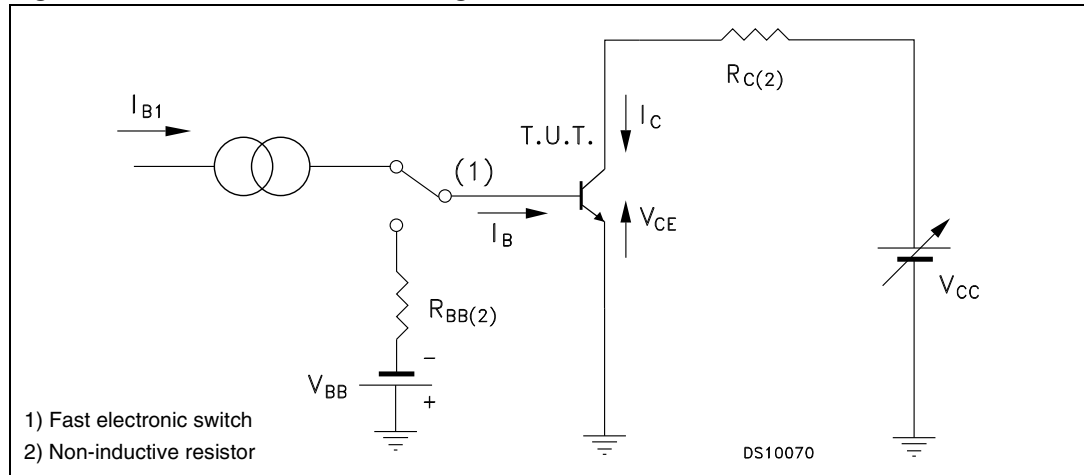 R_C(2)
I_B1
I_C
T.U.T.
(1)
V_CE
I_B
V_CC
R_BB(2)
−
V_BB
+
1) Fast electronic switch
2) Non-inductive resistor
DS10070